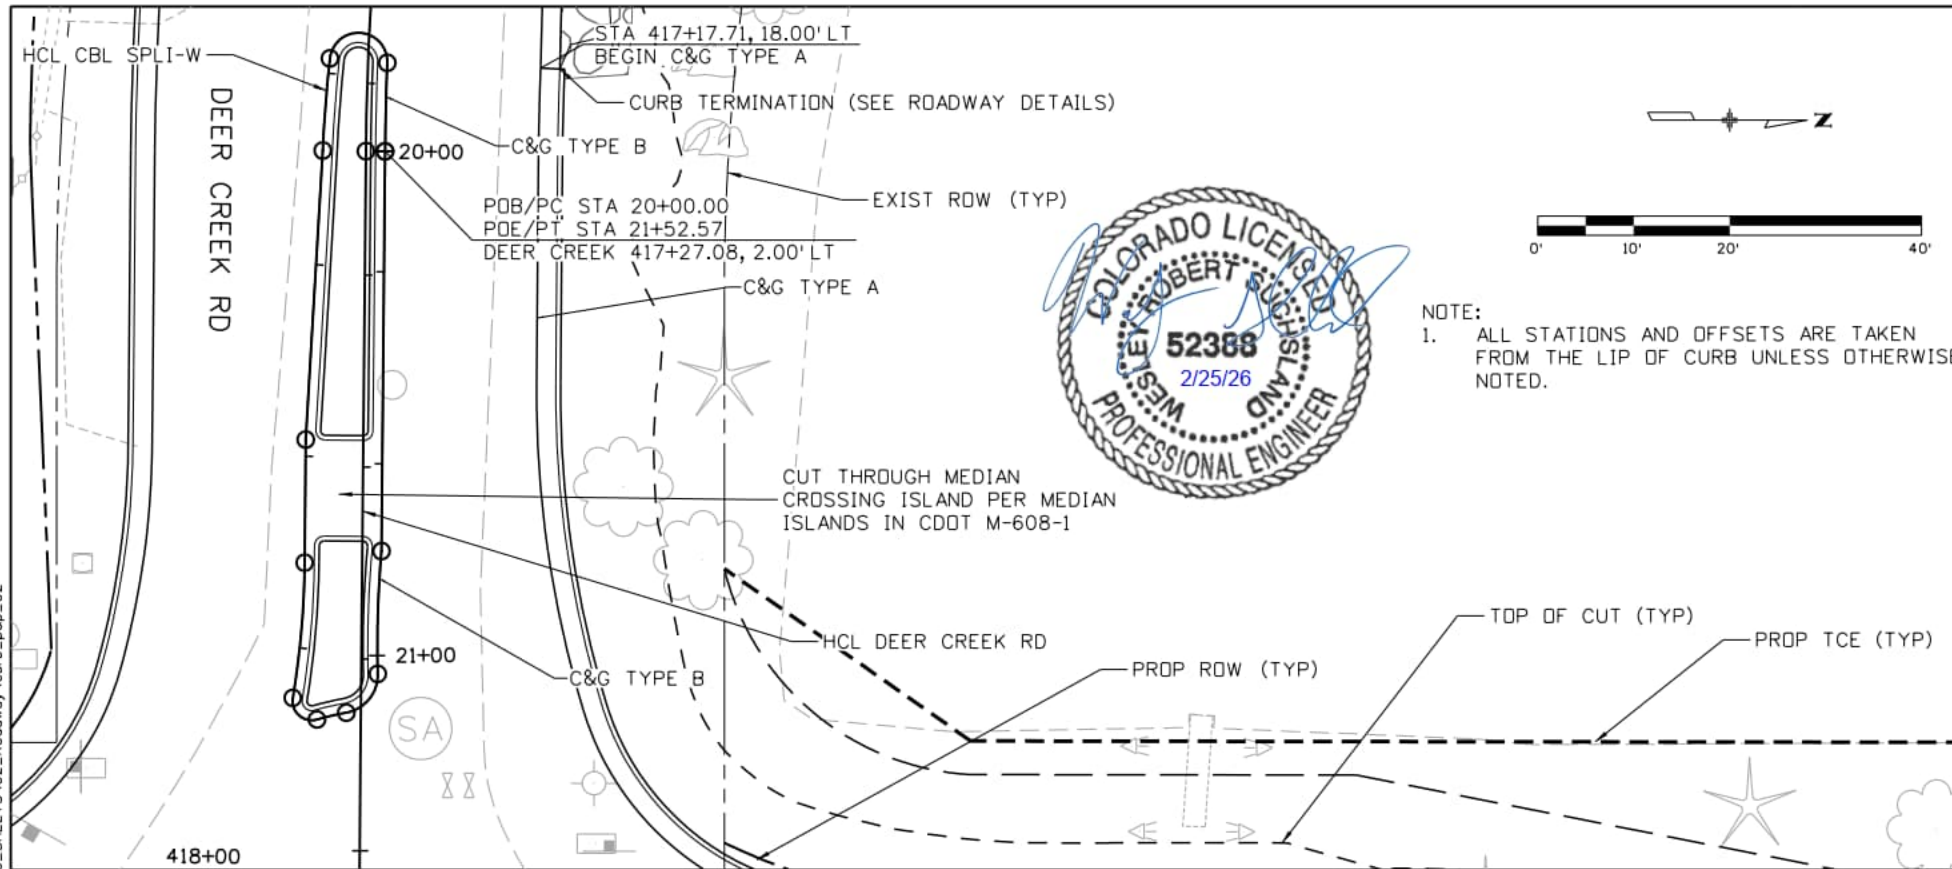 HCL CBL SPLI-W
DEER CREEK RD
STA 417+17.71, 18.00' LT
BEGIN C&G TYPE A
CURB TERMINATION (SEE ROADWAY DETAILS)
C&G TYPE B
20+00
POB/PC STA 20+00.00
POE/PT STA 21+52.57
DEER CREEK 417+27.08, 2.00' LT
EXIST ROW (TYP)
C&G TYPE A
N
0' 10' 20' 40'
COLORADO LICENSED
WESLEY ROBERT SUCHSLAND
52388
2/25/26
PROFESSIONAL ENGINEER
NOTE:
1. ALL STATIONS AND OFFSETS ARE TAKEN
FROM THE LIP OF CURB UNLESS OTHERWISE
NOTED.
CUT THROUGH MEDIAN
CROSSING ISLAND PER MEDIAN
ISLANDS IN CDOT M-608-1
HCL DEER CREEK RD
21+00
C&G TYPE B
SA
PROP ROW (TYP)
TOP OF CUT (TYP)
PROP TCE (TYP)
418+00